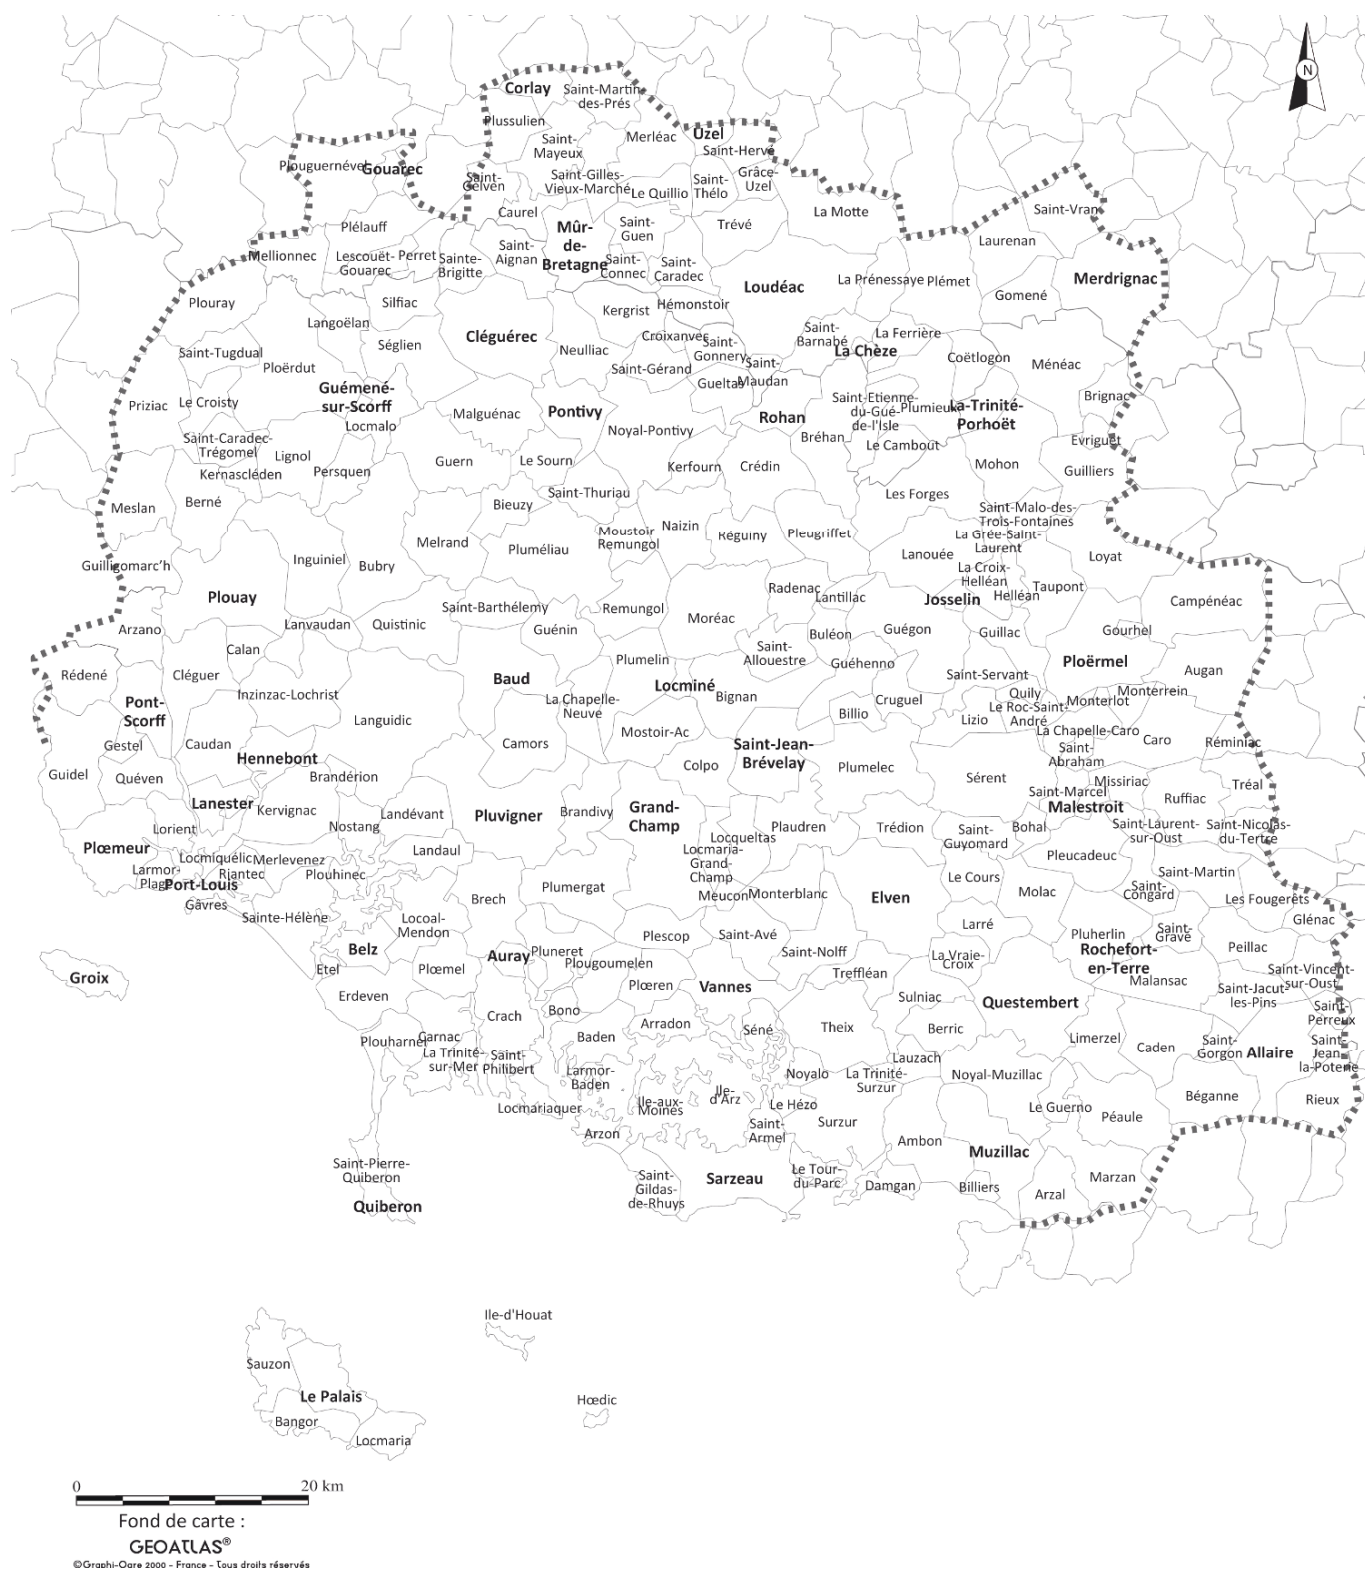 N
Corlay
Saint-Martin-
des-Prés
Plussulien
Saint-
Mayeux
Merléac
Uzel
Saint-Hervé
Plouguernével
Gouarec
Saint-
Gelven
Saint-Gilles-
Vieux-Marché
Le Quillio
Saint-
Thélo
Grâce-
Uzel
Caurel
La Motte
Saint-Vran
Plélauff
Mûr-
de-
Bretagne
Saint-
Guen
Trévé
Laurenan
Mellionnec
Lescouët-
Gouarec
Perret
Sainte-
Brigitte
Saint-
Aignan
Saint-
Connec
Saint-
Caradec
Loudéac
La Prénessaye
Plémet
Merdrignac
Gomené
Plouray
Silfiac
Langoëlan
Kergrist
Hémonstoir
Cléguérec
Croixanvec
Saint-
Gonnery
Saint-
Barnabé
La Ferrière
La Chèze
Coëtlogon
Ménéac
Saint-Tugdual
Ploërdut
Séglien
Neulliac
Saint-Gérand
Gueltas
Saint-
Maudan
Guémené-
sur-Scorff
Priziac
Le Croisty
Locmalo
Malguénac
Pontivy
Noyal-Pontivy
Rohan
Bréhan
Saint-Etienne-
du-Gué-
de-l'Isle
Plumieux
La-Trinité-
Porhoët
Brignac
Evriguet
Le Cambout
Saint-Caradec-
Trégomel
Lignol
Kernascléden
Persquen
Guern
Le Sourn
Kerfourn
Crédin
Mohon
Guilliers
Meslan
Berné
Bieuzy
Saint-Thuriau
Les Forges
Saint-Malo-des-
Trois-Fontaines
Moustoir
Remungol
Naizin
Réguiny
Pleugriffet
La Grée-Saint-
Laurent
Melrand
Pluméliau
Lanouée
Loyat
Guilligomarc'h
Inguiniel
Bubry
La Croix-
Helléan
Helléan
Taupont
Plouay
Radenac
Lantillac
Josselin
Campénéac
Saint-Barthélemy
Remungol
Moréac
Arzano
Lanvaudan
Quistinic
Guénin
Buléon
Guégon
Guillac
Gourhel
Calan
Saint-
Allouestre
Guéhenno
Ploërmel
Rédené
Cléguer
Plumelin
Baud
Locminé
Bignan
Saint-Servant
Augan
Inzinzac-Lochrist
La Chapelle-
Neuve
Cruguel
Billio
Quily
Monterlot
Monterrein
Pont-
Scorff
Languidic
Mostoir-Ac
Lizio
Le Roc-Saint-
André
La Chapelle-Caro
Caro
Réminiac
Gestel
Caudan
Camors
Saint-Jean-
Brévelay
Saint-
Abraham
Guidel
Quéven
Hennebont
Brandérion
Colpo
Plumelec
Sérent
Missiriac
Saint-Marcel
Malestroit
Ruffiac
Tréal
Lanester
Kervignac
Landévant
Pluvigner
Brandivy
Grand-
Champ
Lorient
Nostang
Plaudren
Trédion
Saint-
Guyomard
Bohal
Saint-Laurent-
sur-Oust
Saint-Nicolas-
du-Tertre
Plœmeur
Locqueltas
Locmaria-
Grand-
Champ
Landaul
Pleucadeuc
Locmiquélic
Merlevenez
Riantec
Plouhinec
Larmor-
Plage
Port-Louis
Gâvres
Sainte-Hélène
Brech
Plumergat
Meucon
Monterblanc
Elven
Le Cours
Molac
Saint-Martin
Saint-
Congard
Les Fougerêts
Glénac
Locoal-
Mendon
Larré
Pluherlin
Saint-
Gravé
Peillac
Plescop
Saint-Avé
Saint-Nolff
Belz
Etel
Auray
Pluneret
Plougoumelen
La Vraie-
Croix
Rochefort-
en-Terre
Malansac
Saint-Vincent-
sur-Oust
Groix
Plœmel
Plœren
Vannes
Treffléan
Saint-Jacut-
les-Pins
Erdeven
Sulniac
Questembert
Crach
Bono
Arradon
Baden
Séné
Theix
Berric
Limerzel
Caden
Saint-
Perreux
Saint-
Gorgon
Allaire
Saint-
Jean-
la-Poterie
Plouharnel
Carnac
La Trinité-
sur-Mer
Saint-
Philibert
Larmor-
Baden
Lauzach
Noyalo
La Trinité-
Surzur
Noyal-Muzillac
Locmariaquer
Ile-aux-
Moines
Ile-
d'Arz
Le Hézo
Le Guerno
Béganne
Rieux
Péaule
Surzur
Arzon
Saint-
Armel
Ambon
Muzillac
Saint-Pierre-
Quiberon
Quiberon
Saint-
Gildas-
de-Rhuys
Sarzeau
Le Tour-
du-Parc
Damgan
Billiers
Arzal
Marzan
Ile-d'Houat
Sauzon
Le Palais
Bangor
Locmaria
Hœdic
0 20 km
Fond de carte :
GEOATLAS®
©Graphi-Ogre 2000 - France - Tous droits réservés